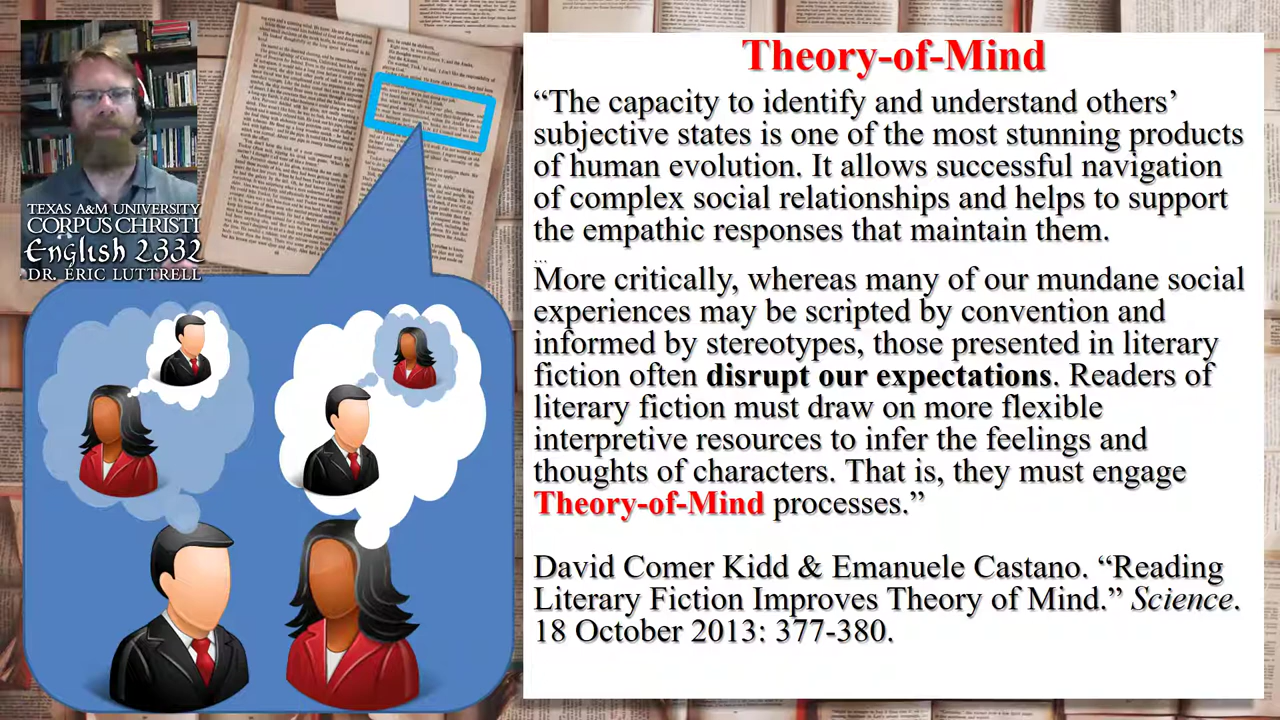 TEXAS A&M UNIVERSITY
CORPUS CHRISTI
English 2332
DR. ERIC LUTTRELL
Theory-of-Mind
“The capacity to identify and understand others’
subjective states is one of the most stunning products
of human evolution. It allows successful navigation
of complex social relationships and helps to support
the empathic responses that maintain them.
...
More critically, whereas many of our mundane social
experiences may be scripted by convention and
informed by stereotypes, those presented in literary
fiction often disrupt our expectations. Readers of
literary fiction must draw on more flexible
interpretive resources to infer the feelings and
thoughts of characters. That is, they must engage
Theory-of-Mind processes.”
David Comer Kidd & Emanuele Castano. “Reading
Literary Fiction Improves Theory of Mind.” Science.
18 October 2013: 377-380.